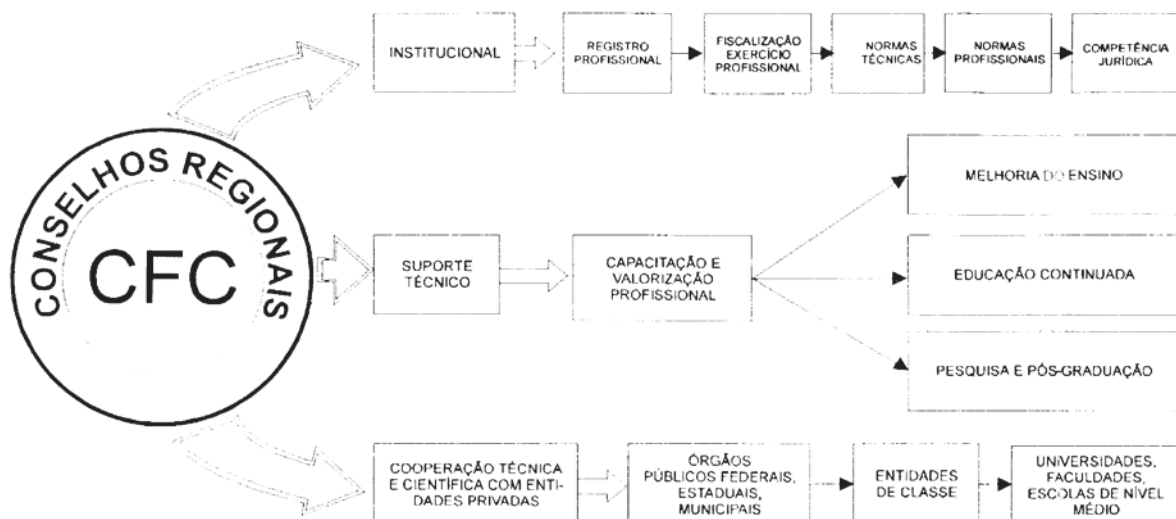 CONSELHOS REGIONAIS
CFC
INSTITUCIONAL
REGISTRO
PROFISSIONAL
FISCALIZAÇÃO
EXERCÍCIO
PROFISSIONAL
NORMAS
TÉCNICAS
NORMAS
PROFISSIONAIS
COMPETÊNCIA
JURÍDICA
SUPORTE
TÉCNICO
CAPACITAÇÃO E
VALORIZAÇÃO
PROFISSIONAL
MELHORIA DO ENSINO
EDUCAÇÃO CONTINUADA
PESQUISA E PÓS-GRADUAÇÃO
COOPERAÇÃO TÉCNICA
E CIENTÍFICA COM ENTI-
DADES PRIVADAS
ÓRGÃOS
PÚBLICOS FEDERAIS,
ESTADUAIS,
MUNICIPAIS
ENTIDADES
DE CLASSE
UNIVERSIDADES,
FACULDADES,
ESCOLAS DE NÍVEL
MÉDIO